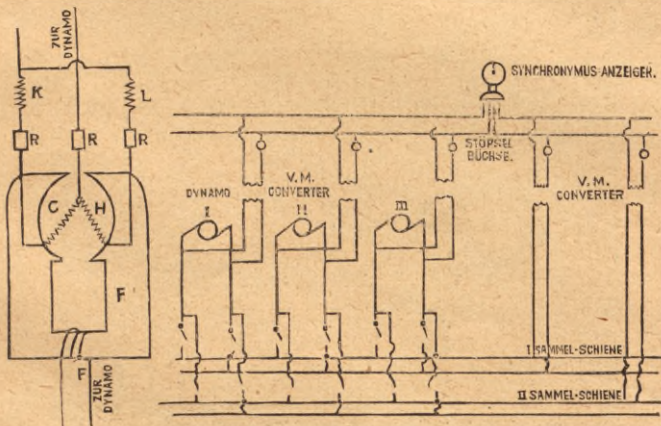 ZUR
DYNAMO
K
L
R
R
R
G
H
F
F
ZUR
DYNAMO
SYNCHRONYMUS-ANZEIGER.
STÖPSEL
BÜCHSE.
DYNAMO
I
V. M.
CONVERTER
II
III
V. M.
CONVERTER
I SAMMEL-SCHIENE
II SAMMEL-SCHIENE